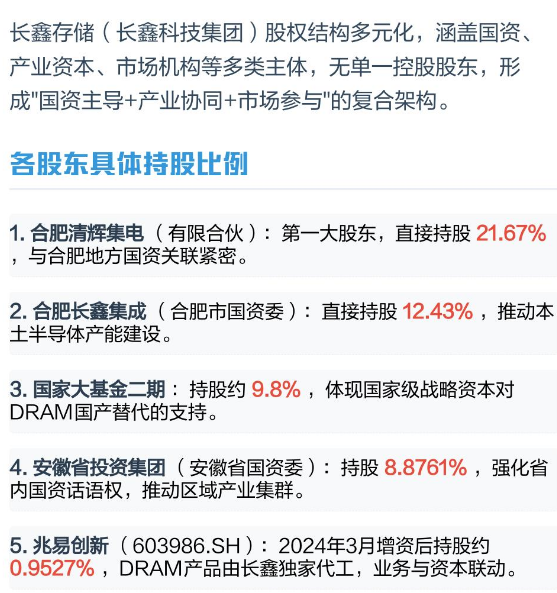 长鑫存储（长鑫科技集团）股权结构多元化，涵盖国资、
产业资本、市场机构等多类主体，无单一控股股东，形
成"国资主导+产业协同+市场参与"的复合架构。
各股东具体持股比例
1. 合肥清辉集电（有限合伙）：第一大股东，直接持股 21.67%
，与合肥地方国资关联紧密。
2. 合肥长鑫集成（合肥市国资委）：直接持股 12.43% ，推动本
土半导体产能建设。
3. 国家大基金二期：持股约 9.8% ，体现国家级战略资本对
DRAM国产替代的支持。
4. 安徽省投资集团（安徽省国资委）：持股 8.8761% ，强化省
内国资话语权，推动区域产业集群。
5. 兆易创新（603986.SH）：2024年3月增资后持股约
0.9527% ，DRAM产品由长鑫独家代工，业务与资本联动。